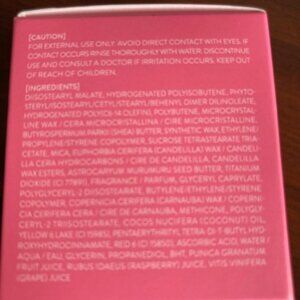 [CAUTION]
FOR EXTERNAL USE ONLY. AVOID DIRECT CONTACT WITH EYES. IF
CONTACT OCCURS RINSE THOROUGHLY WITH WATER. DISCONTINUE
USE AND CONSULT A DOCTOR IF IRRITATION OCCURS. KEEP OUT
OF REACH OF CHILDREN.
[INGREDIENTS]
DIISOSTEARYL MALATE, HYDROGENATED POLYISOBUTENE, PHYTO
STERYL/ISOSTEARYL/CETYL/STEARYL/BEHENYL DIMER DILINOLEATE,
HYDROGENATED POLY(C6-14 OLEFIN), POLYBUTENE, MICROCRYSTAL
LINE WAX / CERA MICROCRISTALLINA / CIRE MICROCRISTALLINE,
BUTYROSPERMUM PARKII (SHEA) BUTTER, SYNTHETIC WAX, ETHYLENE/
PROPYLENE/STYRENE COPOLYMER, SUCROSE TETRASTEARATE TRIA
CETATE, MICA, EUPHORBIA CERIFERA (CANDELILLA) WAX / CANDELI
LLA CERA HYDROCARBONS / CIRE DE CANDELILLA, CANDELILLA
WAX ESTERS, ASTROCARYUM MURUMURU SEED BUTTER, TITANIUM
DIOXIDE (CI 77891), FRAGRANCE / PARFUM, GLYCERYL CAPRYLATE,
POLYGLYCERYL-2 DIISOSTEARATE, BUTYLENE/ETHYLENE/STYRENE
COPOLYMER, COPERNICIA CERIFERA (CARNAUBA) WAX / COPERNI
CIA CERIFERA CERA / CIRE DE CARNAUBA, METHICONE, POLYGLY
CERYL-2 TRIISOSTEARATE, COCOS NUCIFERA (COCONUT) OIL,
YELLOW 6 LAKE (CI 15985), PENTAERYTHRITYL TETRA DI-T-BUTYL HYD
ROXYHYDROCINNAMATE, RED 6 (CI 15850), ASCORBIC ACID, WATER /
AQUA / EAU, GLYCERIN, PROPANEDIOL, BHT, PUNICA GRANATUM
FRUIT JUICE, RUBUS IDAEUS (RASPBERRY) JUICE, VITIS VINIFERA
(GRAPE) JUICE